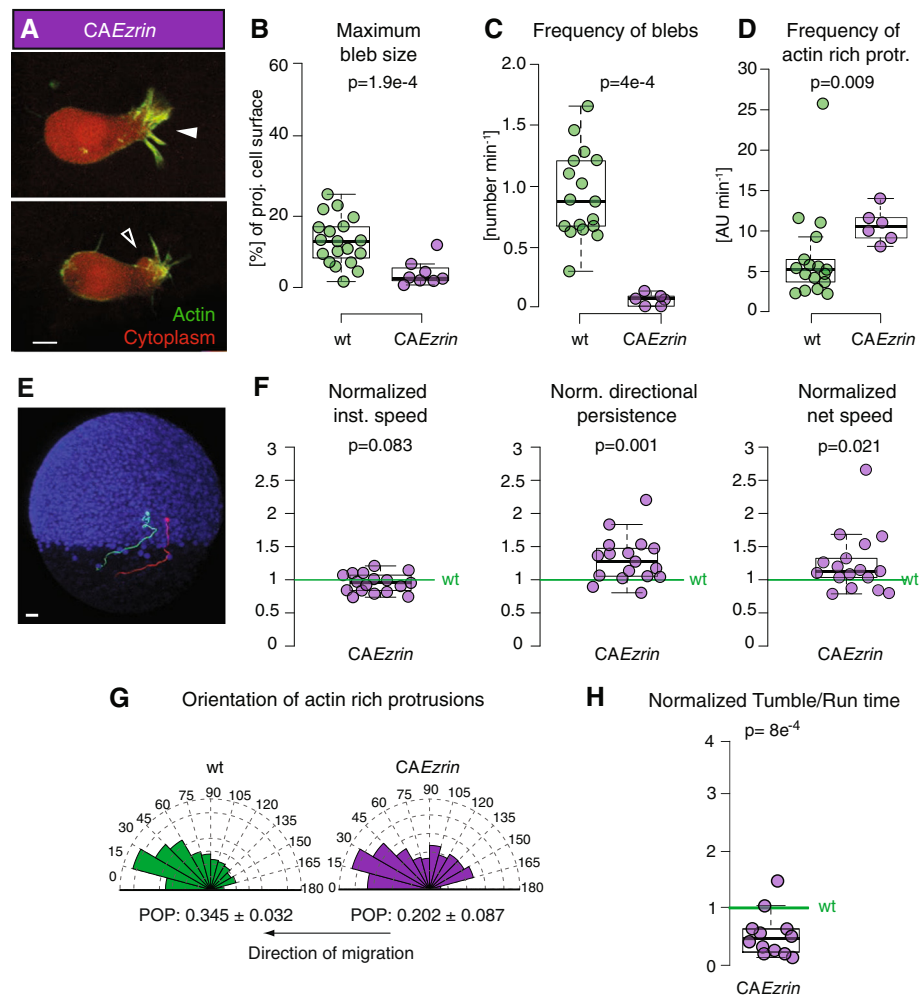 A
CAEzrin
Actin
Cytoplasm
B
Maximum
bleb size
p=1.9e-4
[%] of proj. cell surface
60
40
20
0
wt
CAEzrin
C
Frequency of blebs
p=4e-4
[number min-1]
2.0
1.5
1.0
0.5
0
wt
CAEzrin
D
Frequency of
actin rich protr.
p=0.009
[AU min-1]
30
25
20
15
10
5
0
wt
CAEzrin
E
F
Normalized
inst. speed
p=0.083
3
2.5
2
1.5
1
0.5
0
wt
CAEzrin
Norm. directional
persistence
p=0.001
3
2.5
2
1.5
1
0.5
0
wt
CAEzrin
Normalized
net speed
p=0.021
3
2.5
2
1.5
1
0.5
0
wt
CAEzrin
G
Orientation of actin rich protrusions
wt
0
15
30
45
60
75
90
105
120
135
150
165
180
POP: 0.345 ± 0.032
CAEzrin
0
15
30
45
60
75
90
105
120
135
150
165
180
POP: 0.202 ± 0.087
Direction of migration
H
Normalized Tumble/Run time
p= 8e-4
4
3
2
1
0
wt
CAEzrin